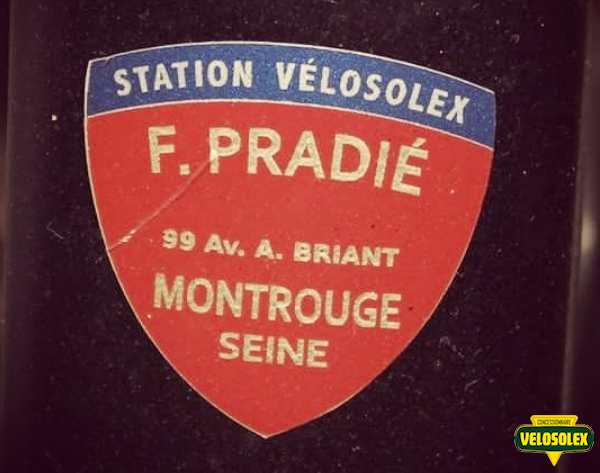 STATION VÉLOSOLEX
F. PRADIÉ
99 Av. A. BRIANT
MONTROUGE
SEINE
CONCESSIONNAIRE
VELOSOLEX